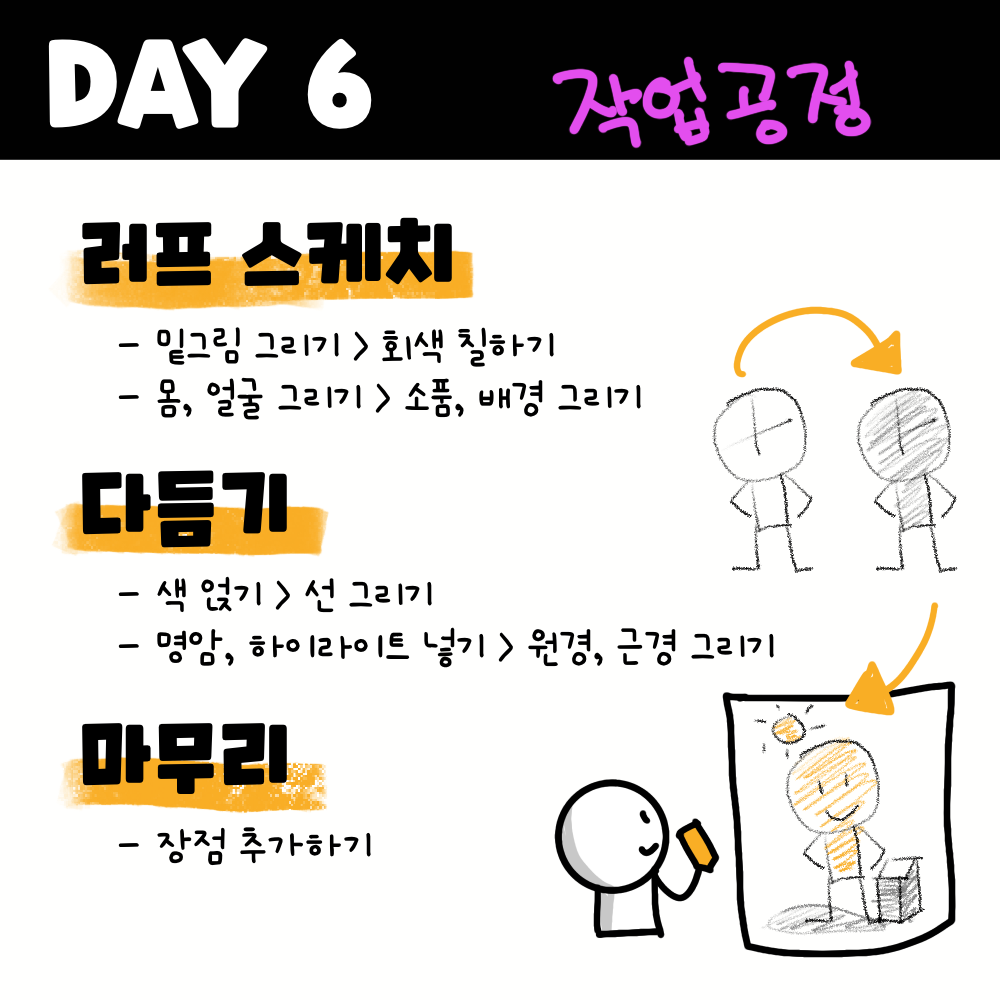 DAY 6 작업공정
러프 스케치
- 밑그림 그리기 > 회색 칠하기
- 몸, 얼굴 그리기 > 소품, 배경 그리기
다듬기
- 색 얹기 > 선 그리기
- 명암, 하이라이트 넣기 > 원경, 근경 그리기
마무리
- 장점 추가하기